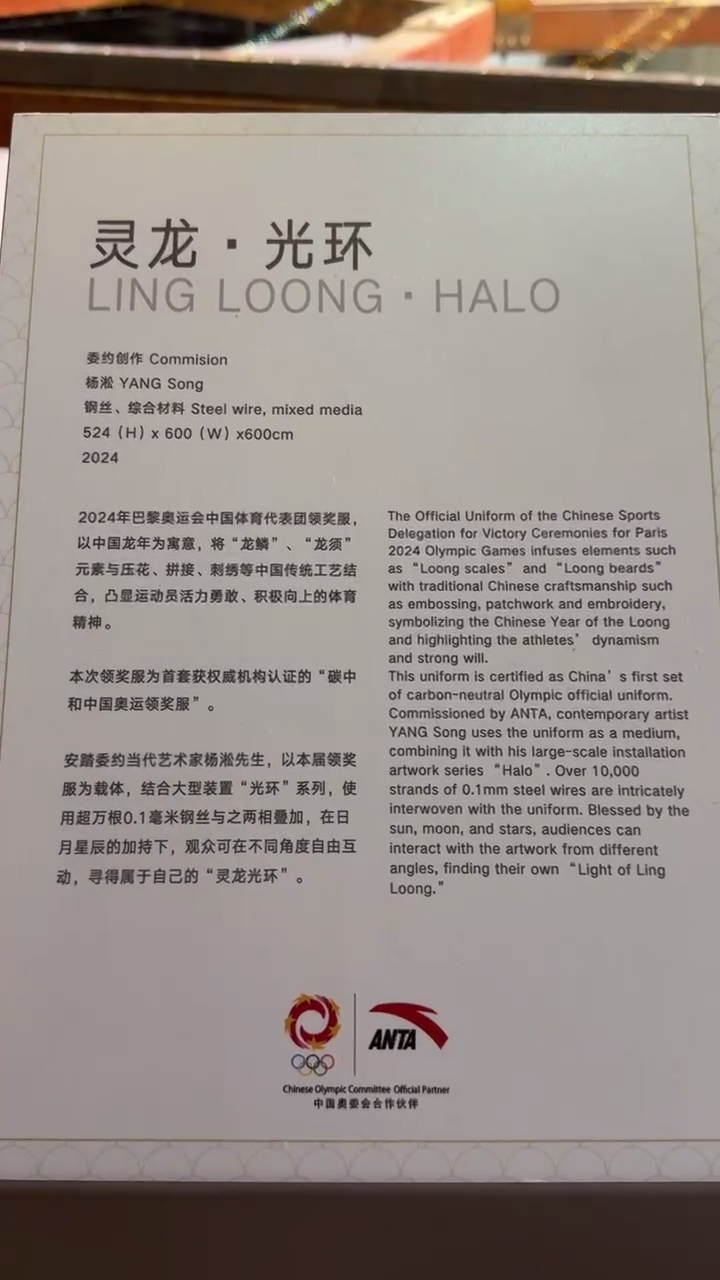 灵龙·光环
LING LOONG·HALO
委约创作 Commision
杨淞 YANG Song
钢丝、综合材料 Steel wire, mixed media
524（H）x 600（W）x600cm
2024
2024年巴黎奥运会中国体育代表团领奖服，
以中国龙年为寓意，将“龙鳞”、“龙须”
元素与压花、拼接、刺绣等中国传统工艺结
合，凸显运动员活力勇敢、积极向上的体育
精神。
本次领奖服为首套获权威机构认证的“碳中
和中国奥运领奖服”。
安踏委约当代艺术家杨淞先生，以本届领奖
服为载体，结合大型装置“光环”系列，使
用超万根0.1毫米钢丝与之两相叠加，在日
月星辰的加持下，观众可在不同角度自由互
动，寻得属于自己的“灵龙光环”。
The Official Uniform of the Chinese Sports
Delegation for Victory Ceremonies for Paris
2024 Olympic Games infuses elements such
as “Loong scales” and “Loong beards”
with traditional Chinese craftsmanship such
as embossing, patchwork and embroidery,
symbolizing the Chinese Year of the Loong
and highlighting the athletes’ dynamism
and strong will.
This uniform is certified as China’s first set
of carbon-neutral Olympic official uniform.
Commissioned by ANTA, contemporary artist
YANG Song uses the uniform as a medium,
combining it with his large-scale installation
artwork series “Halo”. Over 10,000
strands of 0.1mm steel wires are intricately
interwoven with the uniform. Blessed by the
sun, moon, and stars, audiences can
interact with the artwork from different
angles, finding their own “Light of Ling
Loong.”
ANTA
Chinese Olympic Committee Official Partner
中国奥委会合作伙伴